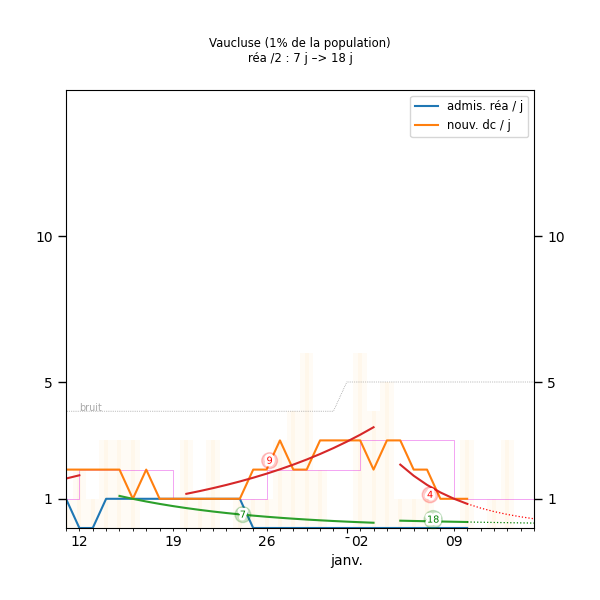 Vaucluse (1% de la population)
réa /2 : 7 j –> 18 j
admis. réa / j
nouv. dc / j
10
10
5
5
bruit
9
4
1
1
7
18
12
19
26
02
09
janv.